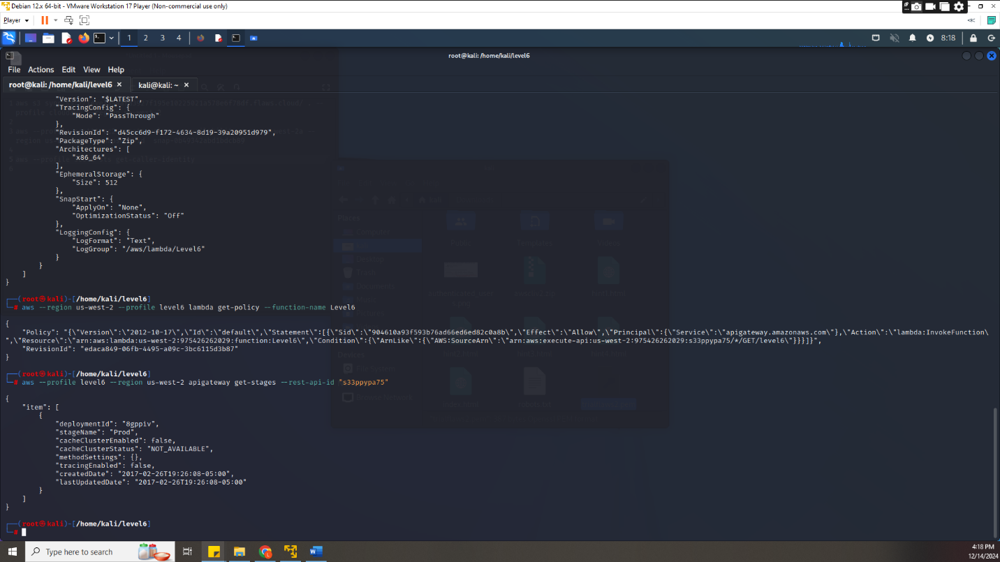 Debian 12.x 64-bit - VMware Workstation 17 Player (Non-commercial use only)
Player
1 2 3 4
8:18
root@kali: /home/kali/level6
File Actions Edit View Help
root@kali: /home/kali/level6 kali@kali: ~
"Version": "$LATEST",
"TracingConfig": {
"Mode": "PassThrough"
},
"RevisionId": "d45cc6d9-f172-4634-8d19-39a20951d979",
"PackageType": "Zip",
"Architectures": [
"x86_64"
],
"EphemeralStorage": {
"Size": 512
},
"SnapStart": {
"ApplyOn": "None",
"OptimizationStatus": "Off"
},
"LoggingConfig": {
"LogFormat": "Text",
"LogGroup": "/aws/lambda/Level6"
}
}
]
}
┌──(root㉿kali)-[/home/kali/level6]
└─# aws --region us-west-2 --profile level6 lambda get-policy --function-name Level6
{
"Policy": "{\"Version\":\"2012-10-17\",\"Id\":\"default\",\"Statement\":[{\"Sid\":\"904610a93f593b76ad66ed6ed82c0a8b\",\"Effect\":\"Allow\",\"Principal\":{\"Service\":\"apigateway.amazonaws.com\"},\"Action\":\"lambda:InvokeFunction\
",\"Resource\":\"arn:aws:lambda:us-west-2:975426262029:function:Level6\",\"Condition\":{\"ArnLike\":{\"AWS:SourceArn\":\"arn:aws:execute-api:us-west-2:975426262029:s33ppypa75/*/GET/level6\"}}}]}",
"RevisionId": "edaca849-06fb-4495-a09c-3bc6115d3b87"
}
┌──(root㉿kali)-[/home/kali/level6]
└─# aws --profile level6 --region us-west-2 apigateway get-stages --rest-api-id "s33ppypa75"
{
"item": [
{
"deploymentId": "8gppiv",
"stageName": "Prod",
"cacheClusterEnabled": false,
"cacheClusterStatus": "NOT_AVAILABLE",
"methodSettings": {},
"tracingEnabled": false,
"createdDate": "2017-02-26T19:26:08-05:00",
"lastUpdatedDate": "2017-02-26T19:26:08-05:00"
}
]
}
┌──(root㉿kali)-[/home/kali/level6]
└─#
Type here to search
4:18 PM
12/14/2024